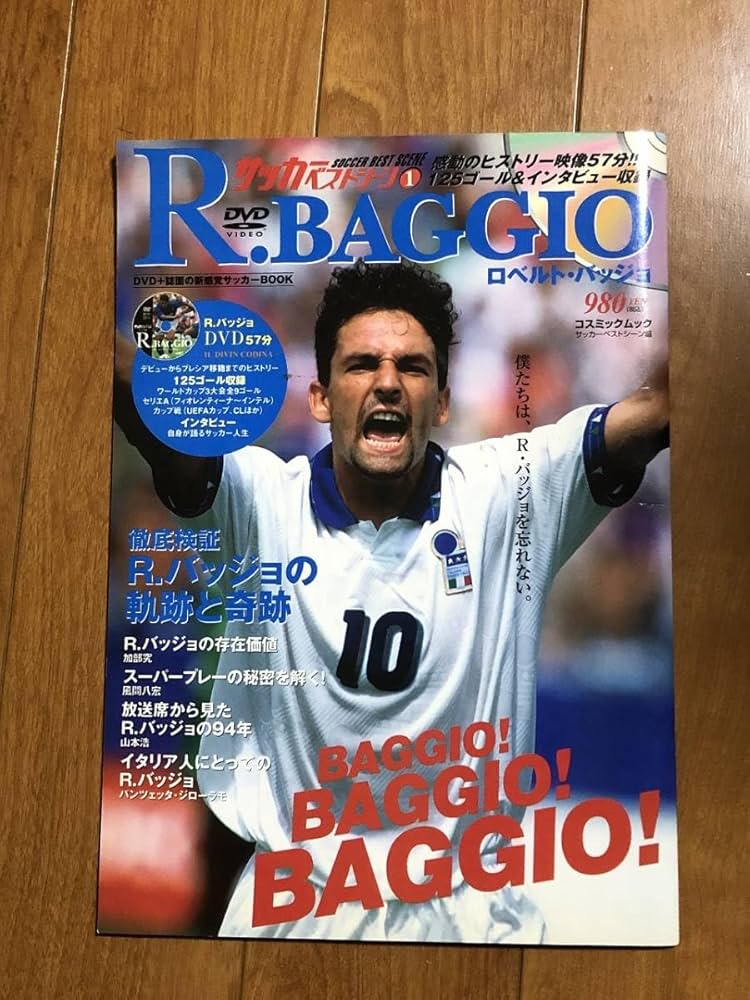 サッカー
ベストシーン1
SOCCER BEST SCENE
感動のヒストリー映像57分!!
125ゴール&インタビュー収録
R.BAGGIO
DVD
VIDEO
ロベルト・バッジョ
DVD+誌面の新感覚サッカーBOOK
980YEN
コスミックムック
サッカーベストシーン編
R.BAGGIO
R.バッジョ
DVD57分
IL DIVIN CODINA
デビューからブレシア移籍までのヒストリー
125ゴール収録
ワールドカップ3大会全9ゴール
セリエA(フィオレンティーナ〜インテル)
カップ戦(UEFAカップ、CLほか)
インタビュー
自身が語るサッカー人生
僕たちは、R・バッジョを忘れない。
徹底検証
R.バッジョの
軌跡と奇跡
10
R.バッジョの存在価値
加部究
スーパープレーの秘密を解く!
風間八宏
放送席から見た
R.バッジョの94年
山本浩
イタリア人にとっての
R.バッジョ
パンツェッタ・ジローラモ
BAGGIO!
BAGGIO!
BAGGIO!